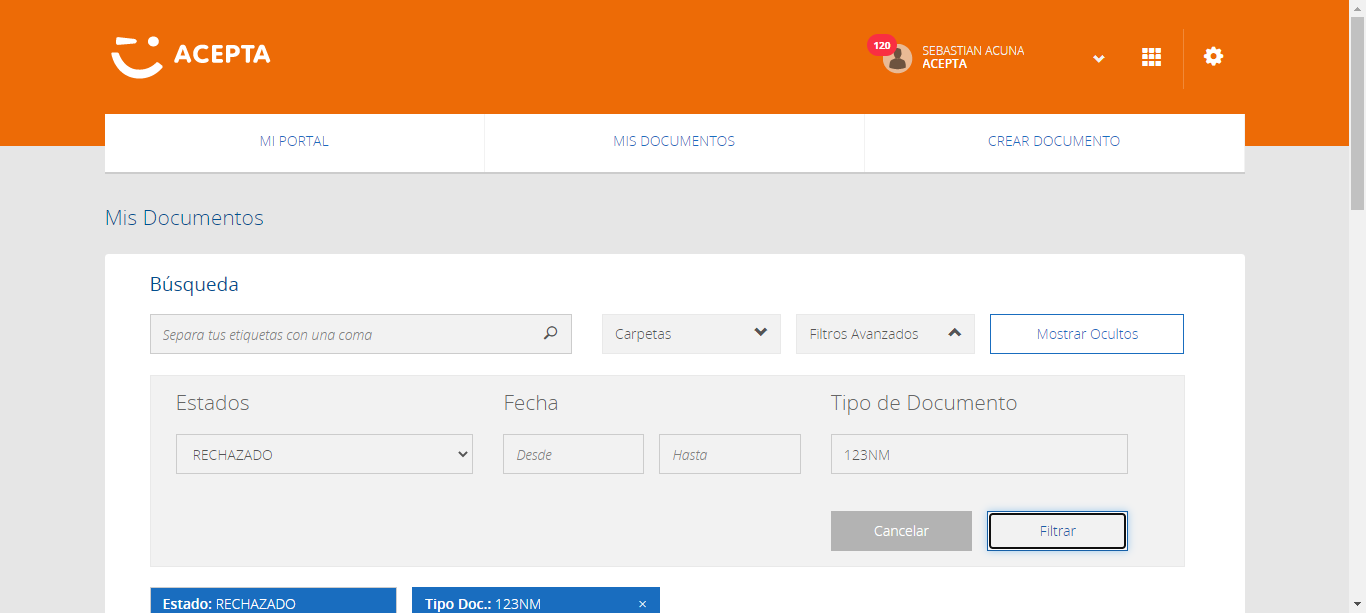 ACEPTA
120
SEBASTIAN ACUNA
ACEPTA
MI PORTAL
MIS DOCUMENTOS
CREAR DOCUMENTO
Mis Documentos
Búsqueda
Separa tus etiquetas con una coma
Carpetas
Filtros Avanzados
Mostrar Ocultos
Estados
Fecha
Tipo de Documento
RECHAZADO
Desde
Hasta
123NM
Cancelar
Filtrar
Estado: RECHAZADO
Tipo Doc.: 123NM ×